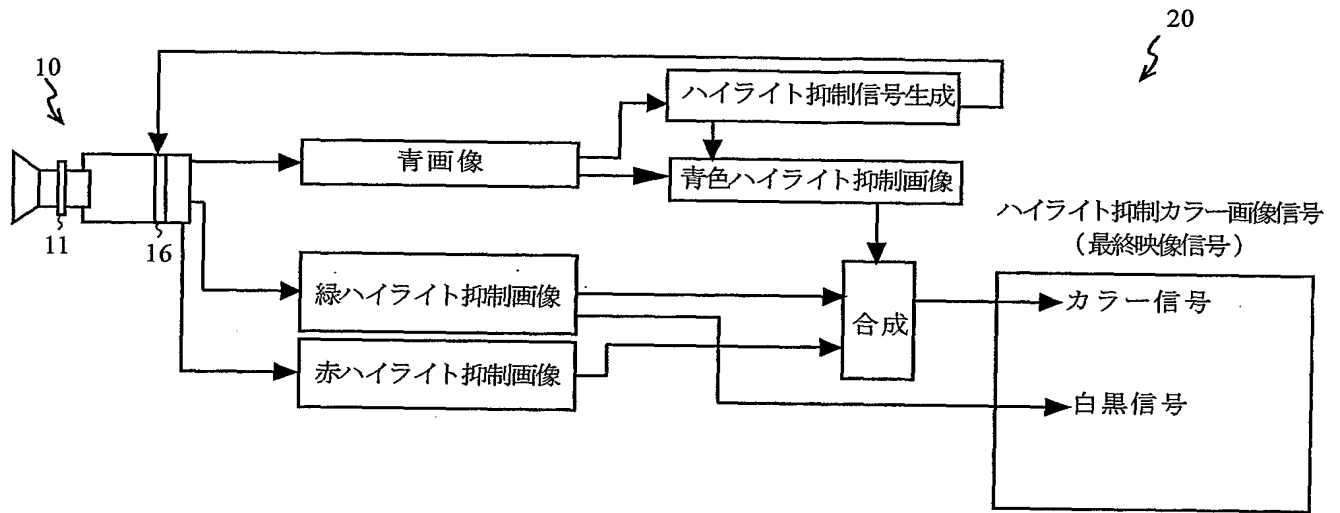 20
10
ハイライト抑制信号生成
青画像
青色ハイライト抑制画像
11
16
ハイライト抑制カラー画像信号
(最終映像信号)
緑ハイライト抑制画像
合成
カラー信号
赤ハイライト抑制画像
白黒信号